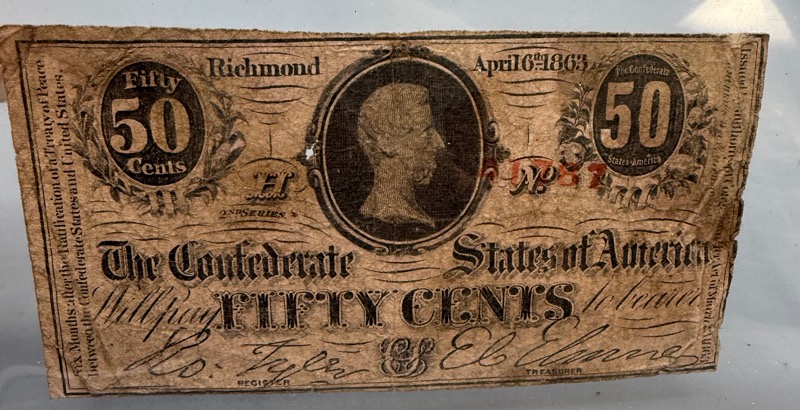 Six Months after the Ratification of a Treaty of Peace
between the Confederate States and United States.
Fifty
50
Cents
Richmond
April 6th 1863
The Confederate
50
States America
H
2ND SERIES
No
The Confederate States of America
Will pay FIFTY CENTS to bearer
Ro: Tyler
REGISTER
CS
TREASURER
Issued